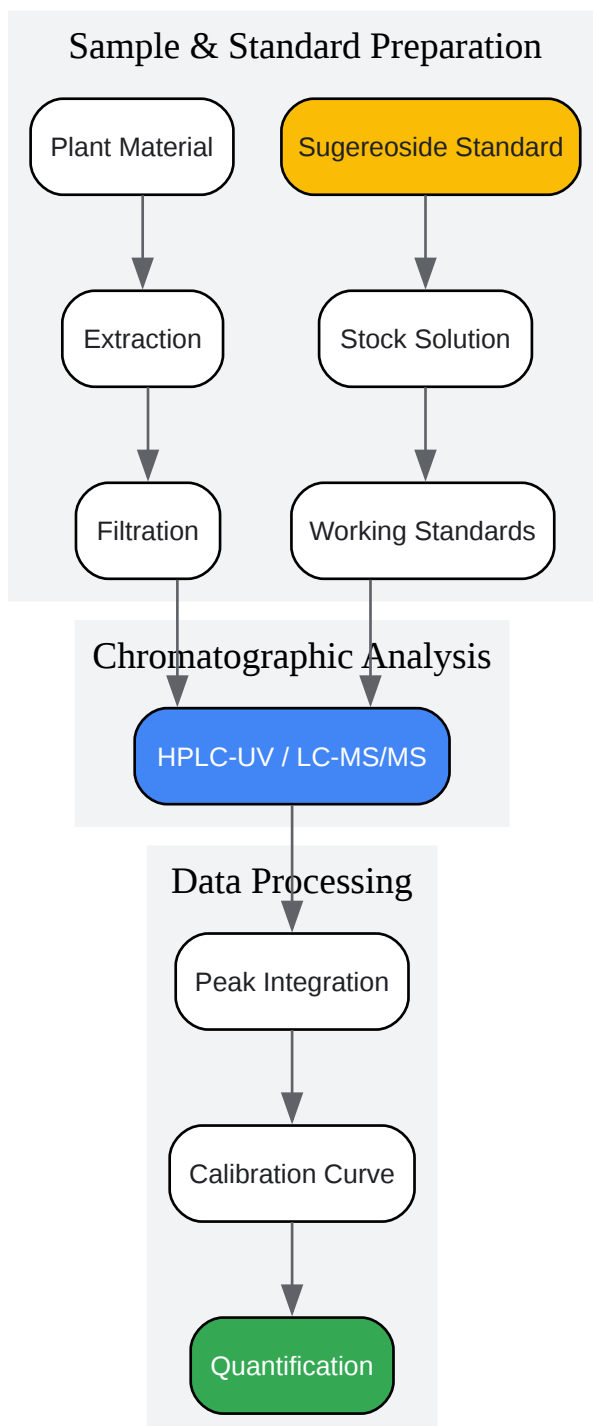 Sample & Standard Preparation
Plant Material
Sugereoside Standard
Extraction
Stock Solution
Filtration
Working Standards
Chromatographic Analysis
HPLC-UV / LC-MS/MS
Data Processing
Peak Integration
Calibration Curve
Quantification